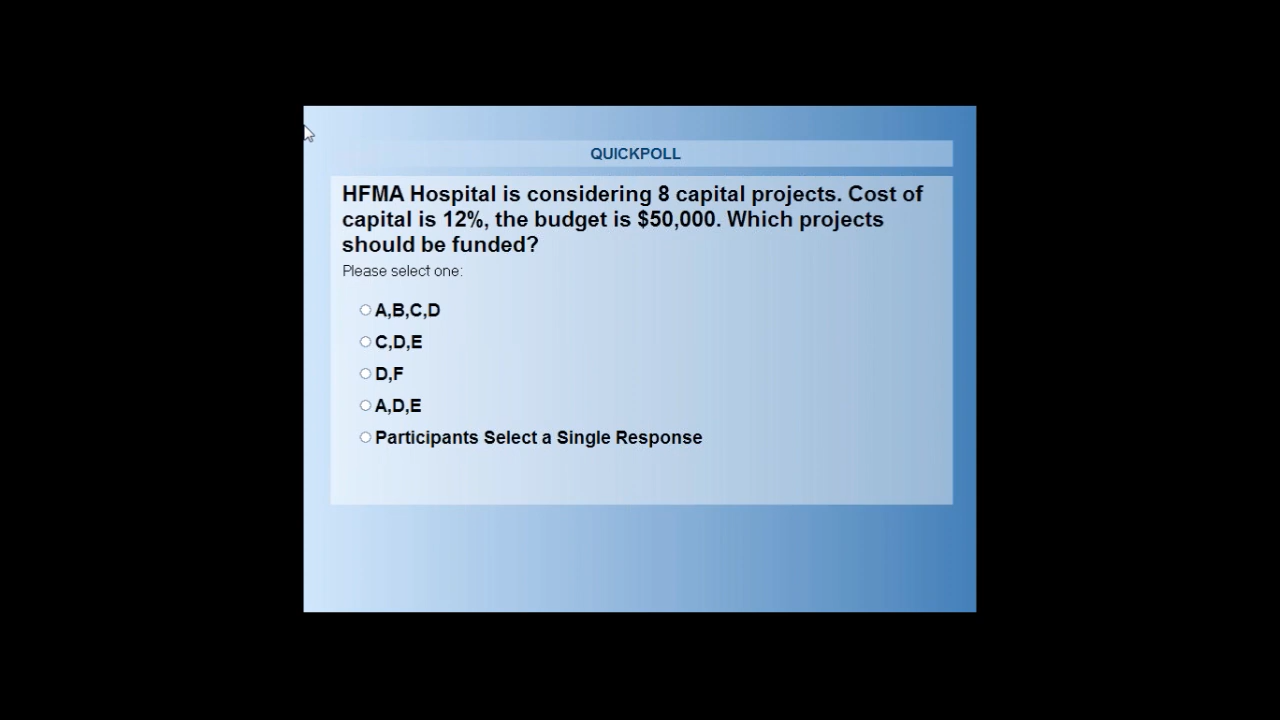 QUICKPOLL
HFMA Hospital is considering 8 capital projects. Cost of
capital is 12%, the budget is $50,000. Which projects
should be funded?
Please select one:
A,B,C,D
C,D,E
D,F
A,D,E
Participants Select a Single Response